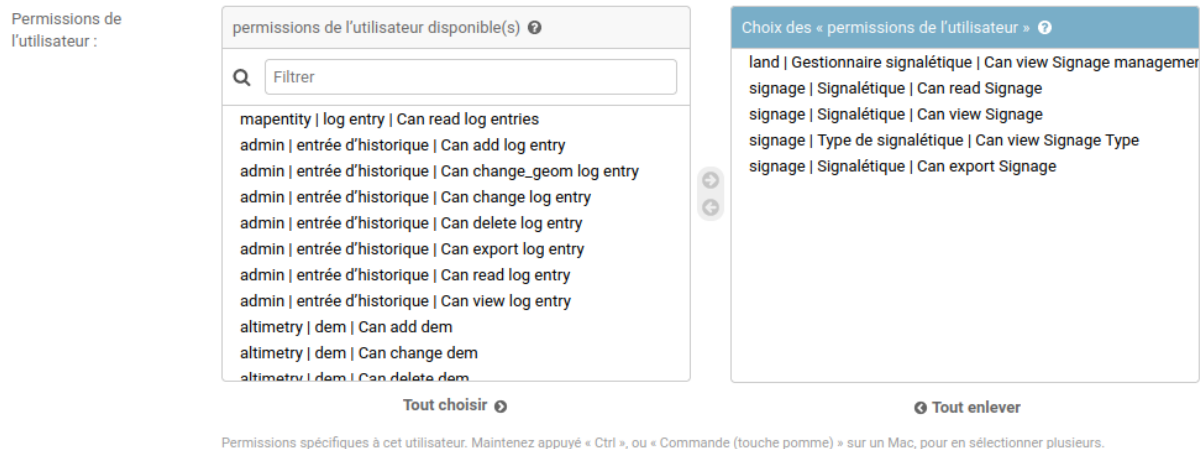 Permissions de
l'utilisateur :
permissions de l'utilisateur disponible(s)
Filtrer
mapentity | log entry | Can read log entries
admin | entrée d'historique | Can add log entry
admin | entrée d'historique | Can change_geom log entry
admin | entrée d'historique | Can change log entry
admin | entrée d'historique | Can delete log entry
admin | entrée d'historique | Can export log entry
admin | entrée d'historique | Can read log entry
admin | entrée d'historique | Can view log entry
altimetry | dem | Can add dem
altimetry | dem | Can change dem
altimetry | dem | Can delete dem
Tout choisir
Choix des « permissions de l'utilisateur »
land | Gestionnaire signalétique | Can view Signage managemer
signage | Signalétique | Can read Signage
signage | Signalétique | Can view Signage
signage | Type de signalétique | Can view Signage Type
signage | Signalétique | Can export Signage
Tout enlever
Permissions spécifiques à cet utilisateur. Maintenez appuyé « Ctrl », ou « Commande (touche pomme) » sur un Mac, pour en sélectionner plusieurs.